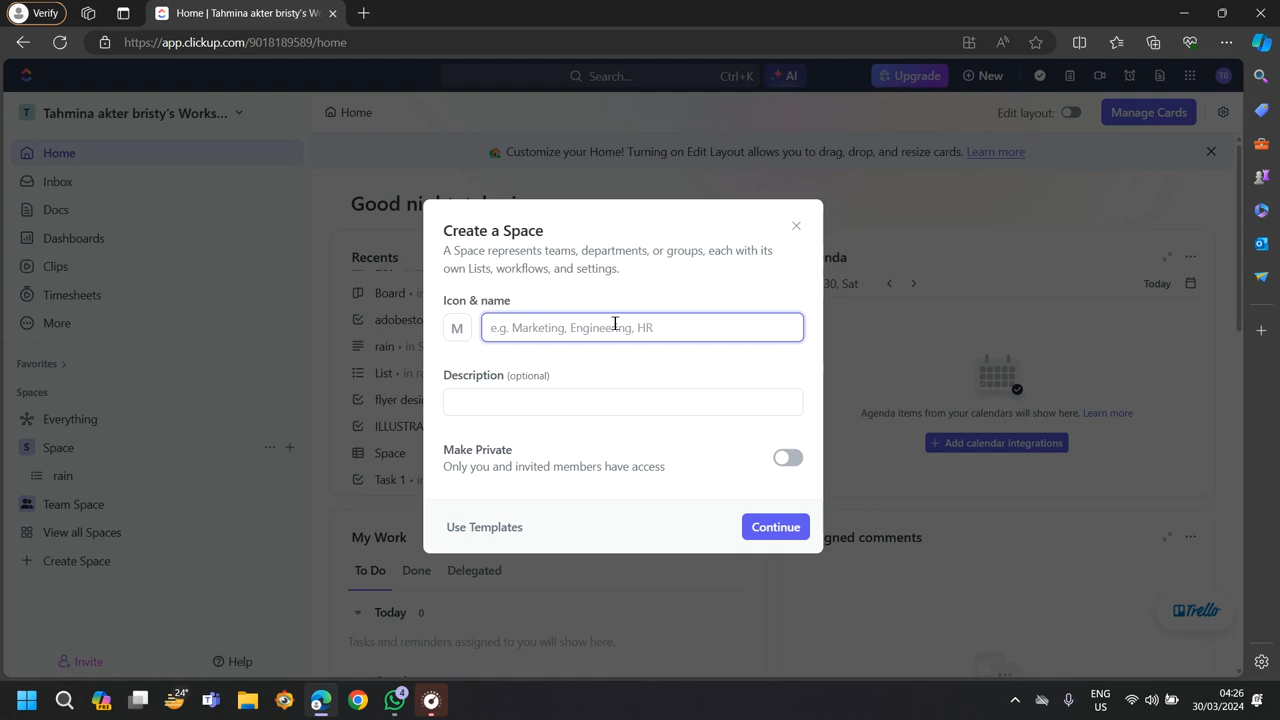 Verify
Home | Tahmina akter bristy's Wo
https://app.clickup.com/9018189589/home
Search...
Ctrl+K
AI
Upgrade
New
TB
T
Tahmina akter bristy's Works...
Home
Edit layout:
Manage Cards
Home
Customize your Home! Turning on Edit Layout allows you to drag, drop, and resize cards. Learn more
Inbox
Docs
Dashboards
Clips
Timesheets
More
Favorites
Spaces
Everything
S
Space
rain
Team Space
View all Spaces
Create Space
Invite
Help
Recents
Board
adobesto
rain • in S
List • in ra
flyer desi
ILLUSTRA
Space
Task 1
30, Sat
Today
Agenda items from your calendars will show here. Learn more
+ Add calendar integrations
My Work
To Do
Done
Delegated
Today 0
Tasks and reminders assigned to you will show here.
gned comments
Trello
Create a Space
A Space represents teams, departments, or groups, each with its
own Lists, workflows, and settings.
Icon & name
M
e.g. Marketing, Engineering, HR
Description (optional)
Make Private
Only you and invited members have access
Use Templates
Continue
PRE
24°
4
ENG
US
04:26
30/03/2024